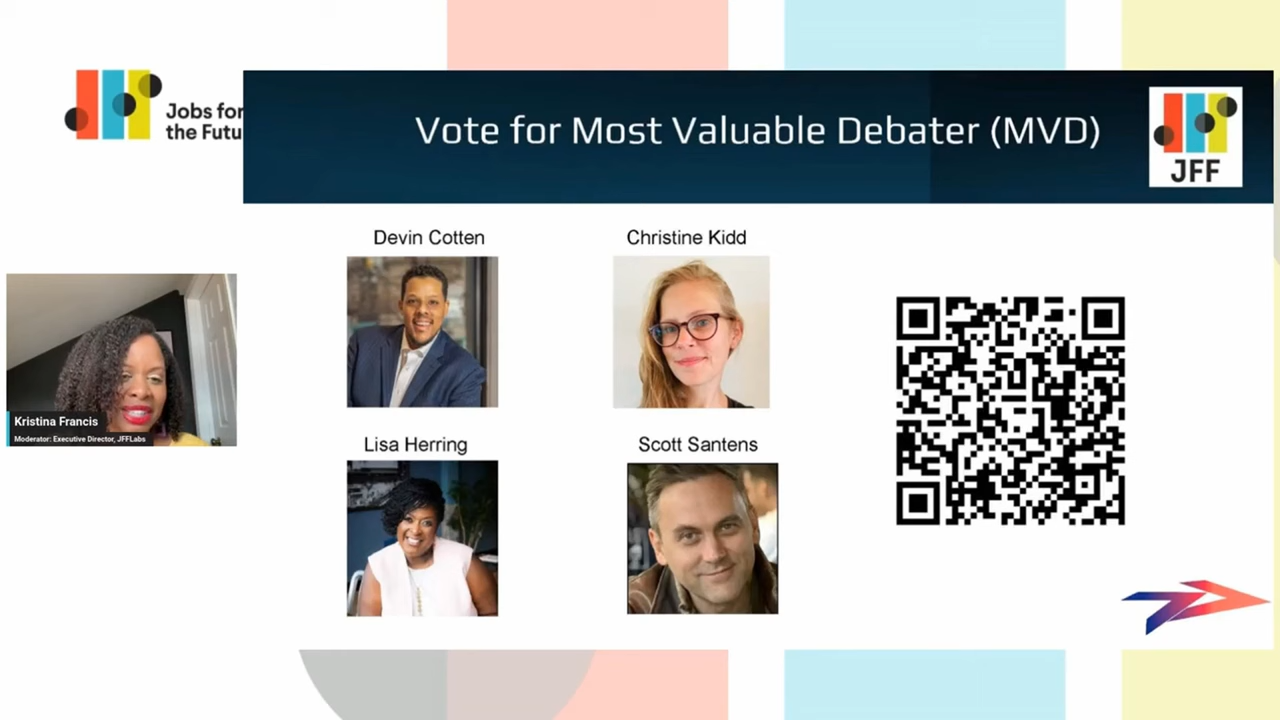 Jobs for
the Futu
Vote for Most Valuable Debater (MVD)
JFF
Devin Cotten
Christine Kidd
Lisa Herring
Scott Santens
Kristina Francis
Moderator: Executive Director, JFFLabs